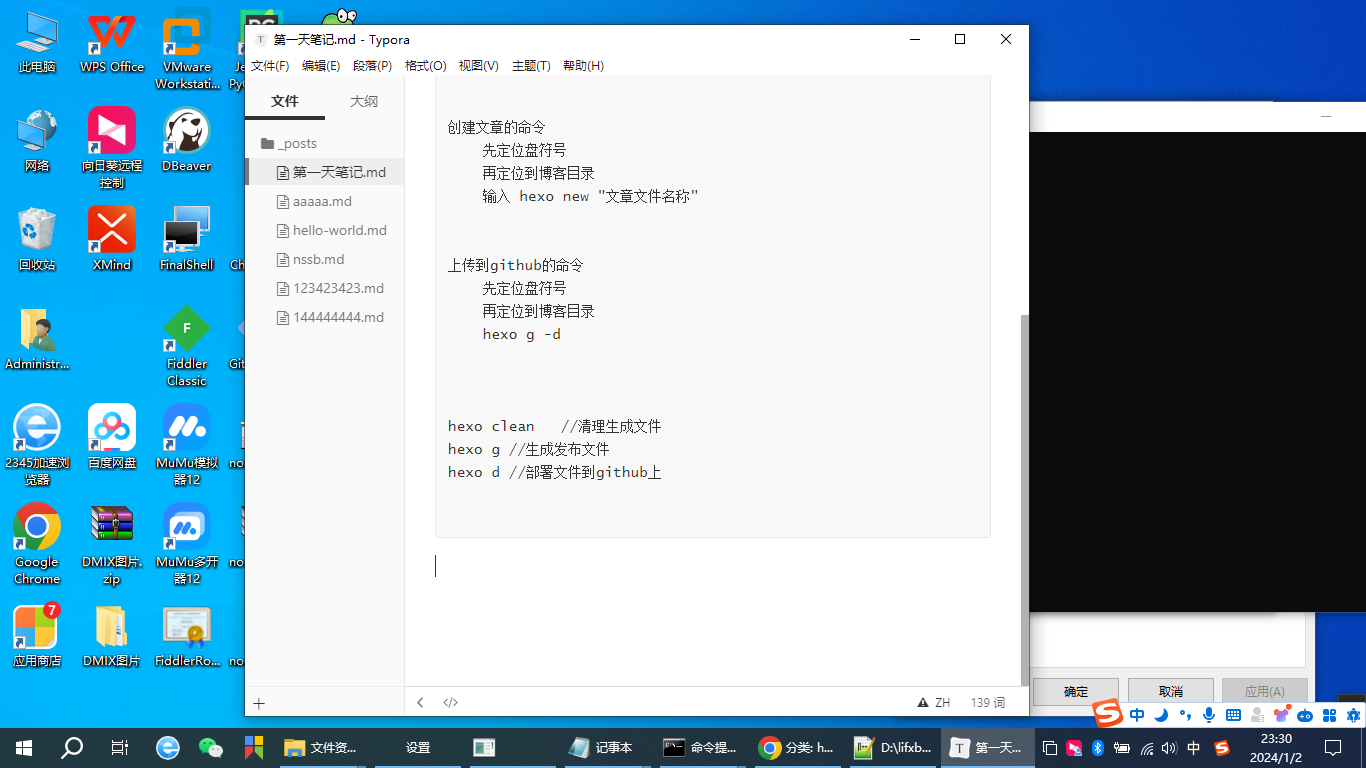 此电脑
WPS Office
VMware
Workstati...
网络
向日葵远程
控制
DBeaver
回收站
XMind
FinalShell
Administr...
Fiddler
Classic
2345加速浏
览器
百度网盘
MuMu模拟
器12
Google
Chrome
DMIX图片.
zip
MuMu多开
器12
7
应用商店
DMIX图片
FiddlerRo...
第一天笔记.md - Typora
文件(F) 编辑(E) 段落(P) 格式(O) 视图(V) 主题(T) 帮助(H)
文件 大纲
_posts
第一天笔记.md
aaaaa.md
hello-world.md
nssb.md
123423423.md
144444444.md
创建文章的命令
先定位盘符号
再定位到博客目录
输入 hexo new "文章文件名称"
上传到github的命令
先定位盘符号
再定位到博客目录
hexo g -d
hexo clean //清理生成文件
hexo g //生成发布文件
hexo d //部署文件到github上
ZH 139 词
确定 取消 应用(A)
中
文件资... 设置 记事本 命令提... 分类: h... D:\lifxb... 第一天...
中
23:30
2024/1/2